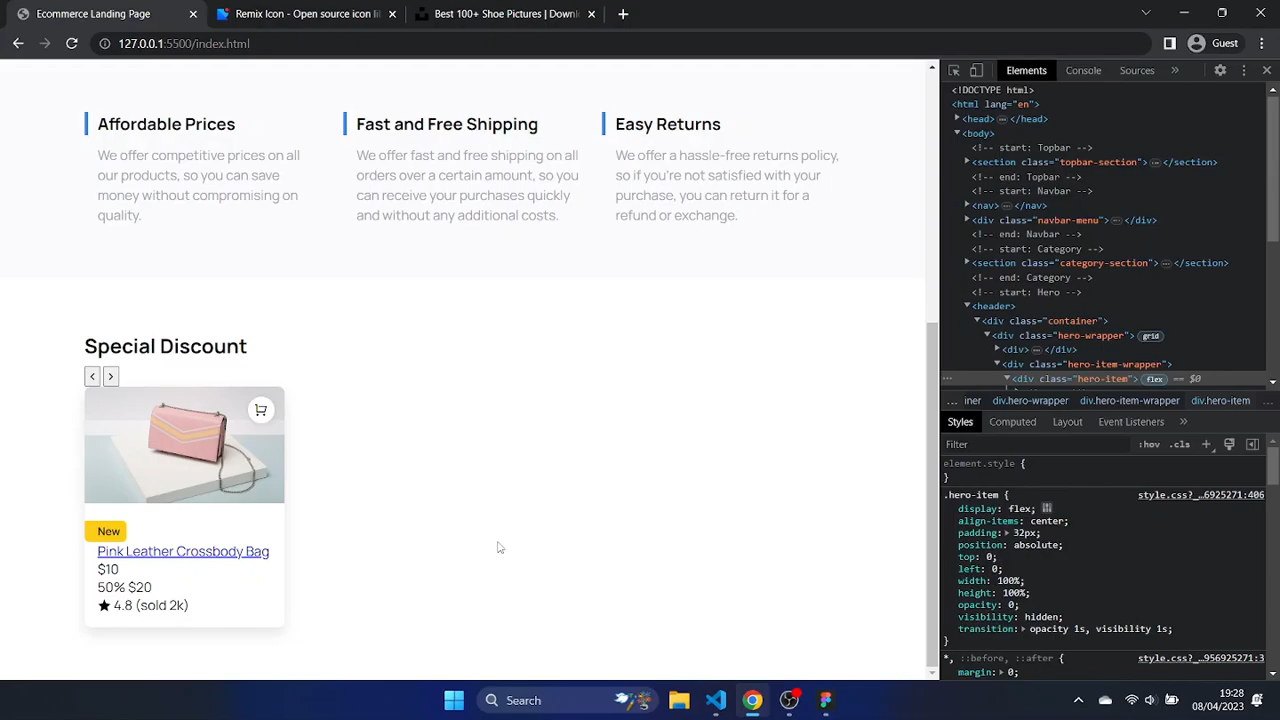 Ecommerce Landing Page
Remix Icon - Open source icon li
Best 100+ Shoe Pictures | Downl
127.0.0.1:5500/index.html
Guest
Affordable Prices
We offer competitive prices on all
our products, so you can save
money without compromising on
quality.
Fast and Free Shipping
We offer fast and free shipping on all
orders over a certain amount, so you
can receive your purchases quickly
and without any additional costs.
Easy Returns
We offer a hassle-free returns policy,
so if you're not satisfied with your
purchase, you can return it for a
refund or exchange.
Special Discount
New
Pink Leather Crossbody Bag
$10
50% $20
★ 4.8 (sold 2k)
Elements Console Sources »
<!DOCTYPE html>
<html lang="en">
<head> … </head>
<body>
<!-- start: Topbar -->
<section class="topbar-section"> … </section>
<!-- end: Topbar -->
<!-- start: Navbar -->
<nav> … </nav>
<div class="navbar-menu"> … </div>
<!-- end: Navbar -->
<!-- start: Category -->
<section class="category-section"> … </section>
<!-- end: Category -->
<!-- start: Hero -->
<header>
<div class="container">
<div class="hero-wrapper"> grid
<div> … </div>
<div class="hero-item-wrapper">
<div class="hero-item"> flex == $0
... iner div.hero-wrapper div.hero-item-wrapper div.hero-item ...
Styles Computed Layout Event Listeners »
Filter :hov .cls +
element.style {
}
.hero-item { style.css?_…6925271:406
display: flex;
align-items: center;
padding: 32px;
position: absolute;
top: 0;
left: 0;
width: 100%;
height: 100%;
opacity: 0;
visibility: hidden;
transition: opacity 1s, visibility 1s;
}
*, ::before, ::after { style.css?_…956925271:3
margin: 0;
Search
19:28
08/04/2023